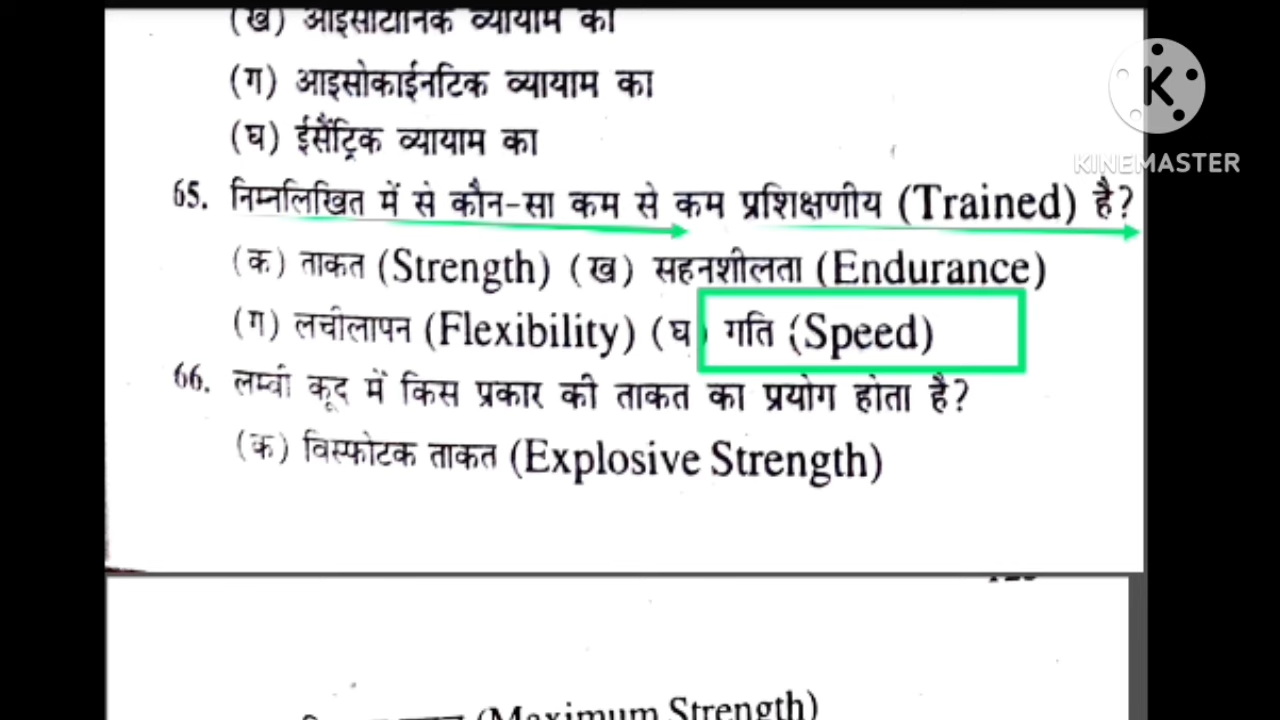 (ख) आइसोटोनिक व्यायाम का
(ग) आइसोकाईनटिक व्यायाम का
(घ) ईसैंट्रिक व्यायाम का
K
KINEMASTER
65. निम्नलिखित में से कौन-सा कम से कम प्रशिक्षणीय (Trained) है?
(क) ताकत (Strength) (ख) सहनशीलता (Endurance)
(ग) लचीलापन (Flexibility) (घ) गति (Speed)
66. लम्बी कूद में किस प्रकार की ताकत का प्रयोग होता है?
(क) विस्फोटक ताकत (Explosive Strength)
(Maximum Strength)